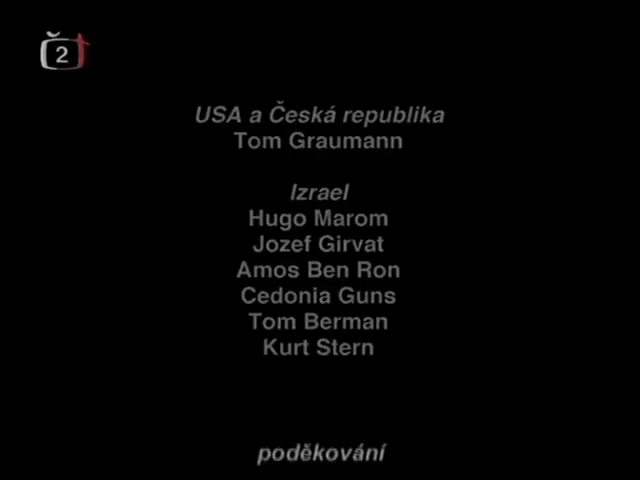 2
USA a Česká republika
Tom Graumann
Izrael
Hugo Marom
Jozef Girvat
Amos Ben Ron
Cedonia Guns
Tom Berman
Kurt Stern
poděkování